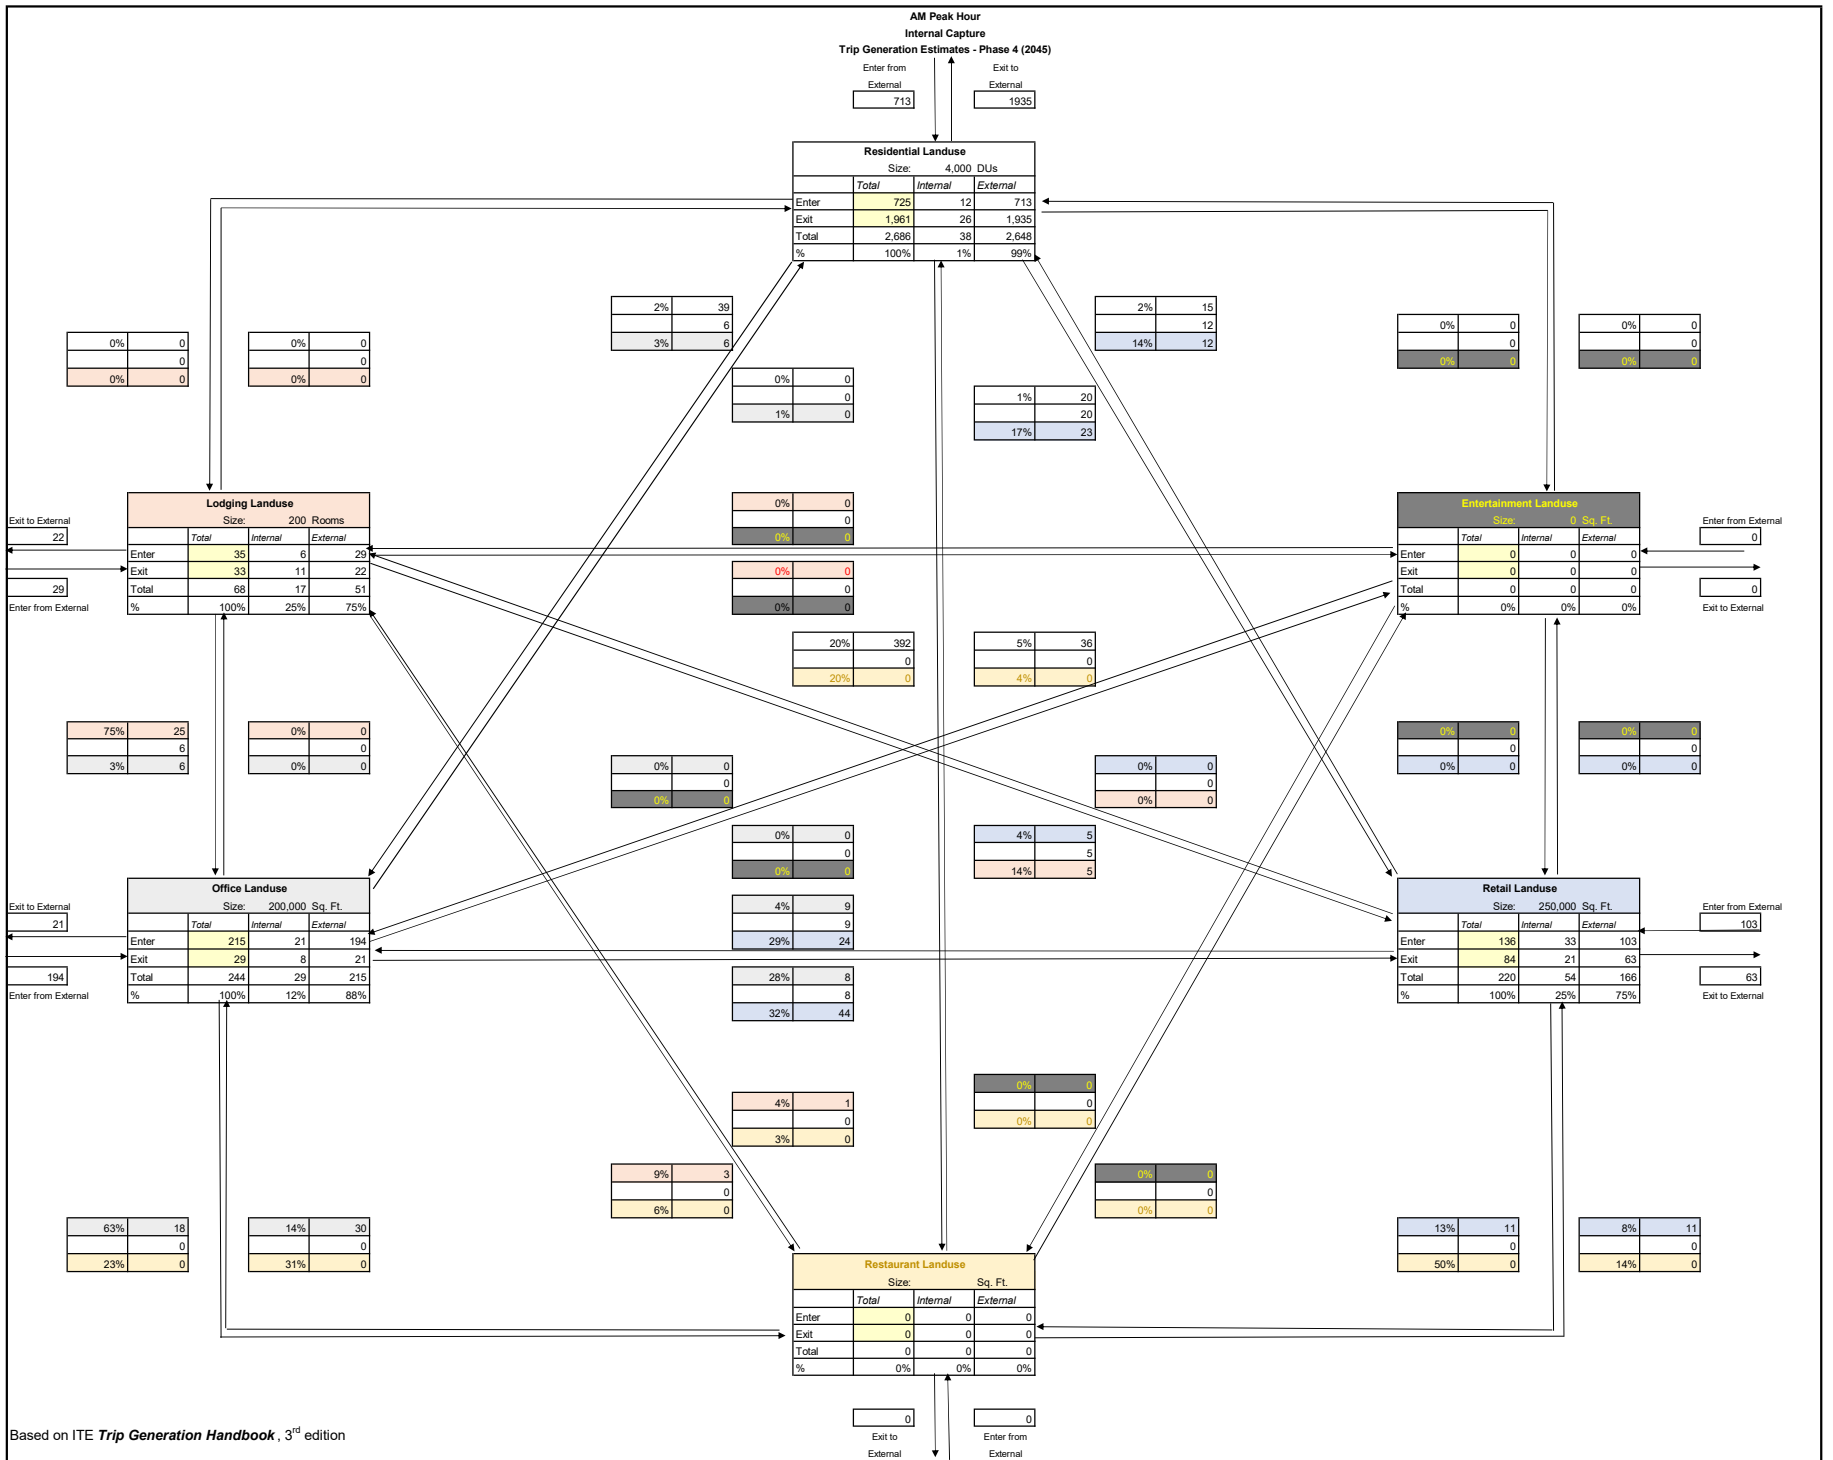 AM Peak Hour
Internal Capture
Trip Generation Estimates - Phase 4 (2045)
Enter from External
Exit to External
713
1935
Residential Landuse
Size: 4,000 DUs
Total Internal External
Enter 725 12 713
Exit 1,961 26 1,935
Total 2,686 38 2,648
% 100% 1% 99%
2% 39
6
3% 6
2% 15
12
14% 12
0% 0
0
0% 0
0% 0
0
0% 0
0% 0
0
0% 0
0% 0
0
0% 0
0% 0
0
1% 0
1% 20
20
17% 23
Lodging Landuse
Size: 200 Rooms
Total Internal External
Enter 35 6 29
Exit 33 11 22
Total 68 17 51
% 100% 25% 75%
Exit to External
22
29
Enter from External
0% 0
0
0% 0
0% 0
0
0% 0
Entertainment Landuse
Size: 0 Sq. Ft.
Total Internal External
Enter 0 0 0
Exit 0 0 0
Total 0 0 0
% 0% 0% 0%
Enter from External
0
0
Exit to External
20% 392
0
20% 0
5% 36
0
4% 0
75% 25
6
3% 6
0% 0
0
0% 0
0% 0
0
0% 0
0% 0
0
0% 0
0% 0
0
0% 0
0% 0
0
0% 0
0% 0
0
0% 0
4% 5
5
14% 5
Office Landuse
Size: 200,000 Sq. Ft.
Total Internal External
Enter 215 21 194
Exit 29 8 21
Total 244 29 215
% 100% 12% 88%
Exit to External
21
194
Enter from External
4% 9
9
29% 24
28% 8
8
32% 44
Retail Landuse
Size: 250,000 Sq. Ft.
Total Internal External
Enter 136 33 103
Exit 84 21 63
Total 220 54 166
% 100% 25% 75%
Enter from External
103
63
Exit to External
4% 1
0
3% 0
0% 0
0
0% 0
9% 3
0
6% 0
0% 0
0
0% 0
63% 18
0
23% 0
14% 30
0
31% 0
13% 11
0
50% 0
8% 11
0
14% 0
Restaurant Landuse
Size: Sq. Ft.
Total Internal External
Enter 0 0 0
Exit 0 0 0
Total 0 0 0
% 0% 0% 0%
0
0
Exit to External
Enter from External
Based on ITE Trip Generation Handbook, 3rd edition